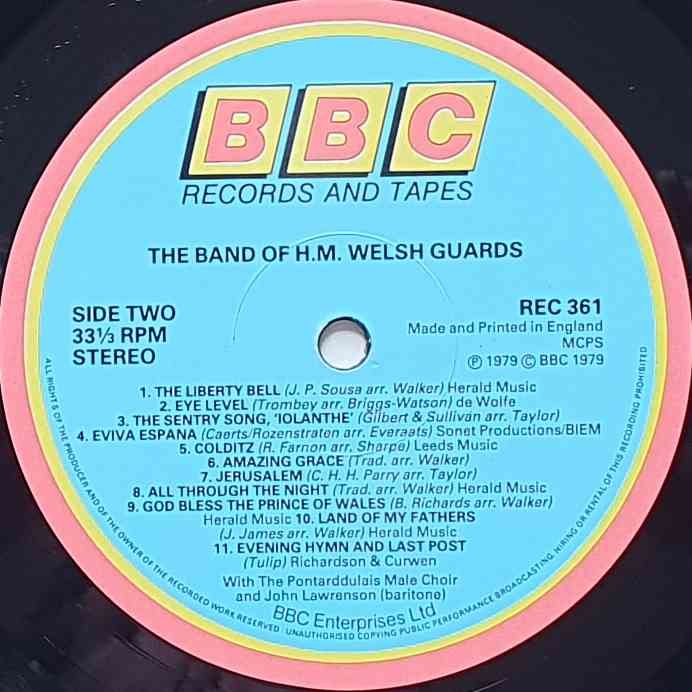 BBC
RECORDS AND TAPES
THE BAND OF H.M. WELSH GUARDS
SIDE TWO
33⅓ RPM
STEREO
REC 361
Made and Printed in England
MCPS
Ⓟ 1979 © BBC 1979
1. THE LIBERTY BELL (J. P. Sousa arr. Walker) Herald Music
2. EYE LEVEL (Trombey arr. Briggs-Watson) de Wolfe
3. THE SENTRY SONG, 'IOLANTHE' (Gilbert & Sullivan arr. Taylor)
4. EVIVA ESPANA (Caerts/Rozenstraten arr. Everaats) Sonet Productions/BIEM
5. COLDITZ (R. Farnon arr. Sharpe) Leeds Music
6. AMAZING GRACE (Trad. arr. Walker)
7. JERUSALEM (C. H. H. Parry arr. Taylor)
8. ALL THROUGH THE NIGHT (Trad. arr. Walker) Herald Music
9. GOD BLESS THE PRINCE OF WALES (B. Richards arr. Walker)
Herald Music 10. LAND OF MY FATHERS
(J. James arr. Walker) Herald Music
11. EVENING HYMN AND LAST POST
(Tulip) Richardson & Curwen
With The Pontarddulais Male Choir
and John Lawrenson (baritone)
BBC Enterprises Ltd
ALL RIGHTS OF THE PRODUCER AND OF THE OWNER OF THE RECORDED WORK RESERVED · UNAUTHORISED COPYING PUBLIC PERFORMANCE BROADCASTING, HIRING OR RENTAL OF THIS RECORDING PROHIBITED